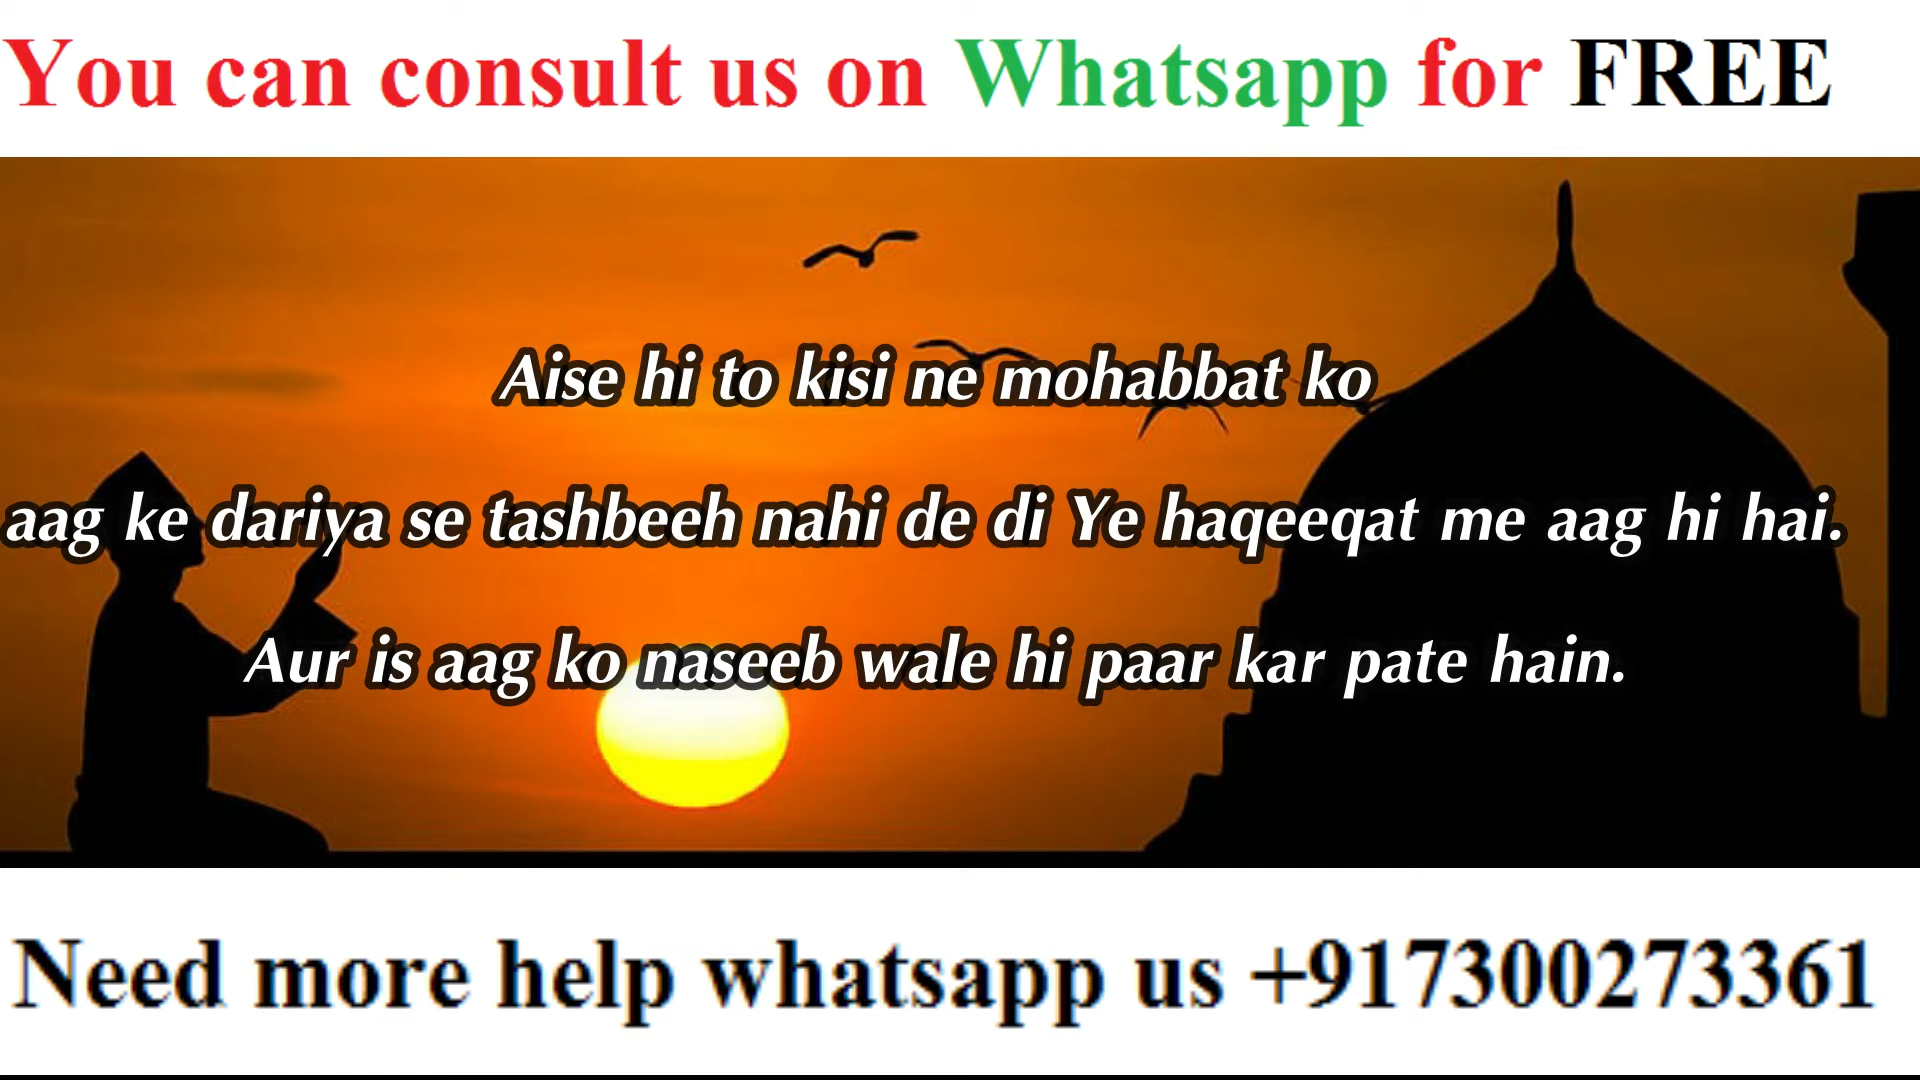 You can consult us on Whatsapp for FREE
Aise hi to kisi ne mohabbat ko
aag ke dariya se tashbeeh nahi de di Ye haqeeqat me aag hi hai.
Aur is aag ko naseeb wale hi paar kar pate hain.
Need more help whatsapp us +917300273361